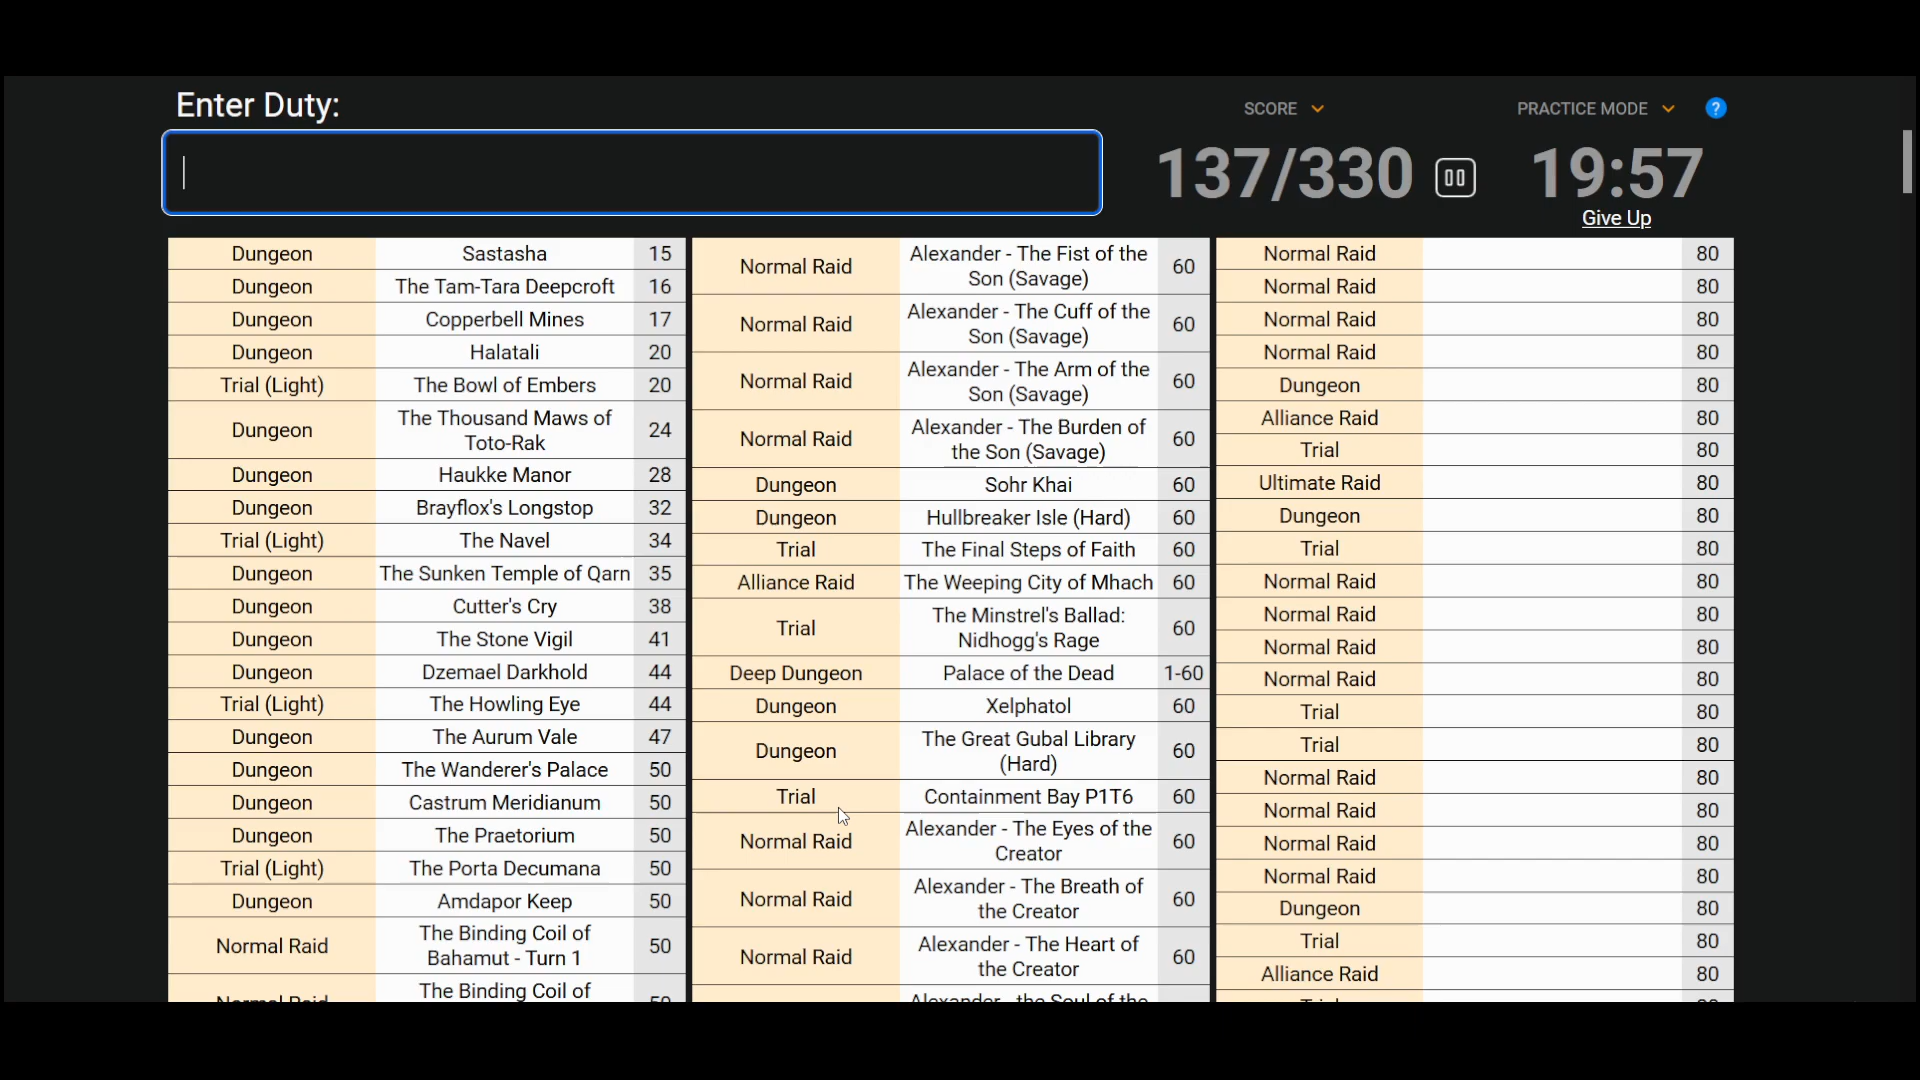 Enter Duty:
SCORE
PRACTICE MODE
?
137/330
19:57
Give Up
Dungeon Sastasha 15
Dungeon The Tam-Tara Deepcroft 16
Dungeon Copperbell Mines 17
Dungeon Halatali 20
Trial (Light) The Bowl of Embers 20
Dungeon The Thousand Maws of
Toto-Rak 24
Dungeon Haukke Manor 28
Dungeon Brayflox's Longstop 32
Trial (Light) The Navel 34
Dungeon The Sunken Temple of Qarn 35
Dungeon Cutter's Cry 38
Dungeon The Stone Vigil 41
Dungeon Dzemael Darkhold 44
Trial (Light) The Howling Eye 44
Dungeon The Aurum Vale 47
Dungeon The Wanderer's Palace 50
Dungeon Castrum Meridianum 50
Dungeon The Praetorium 50
Trial (Light) The Porta Decumana 50
Dungeon Amdapor Keep 50
Normal Raid The Binding Coil of
Bahamut - Turn 1 50
Normal Raid The Binding Coil of 50
Normal Raid Alexander - The Fist of the
Son (Savage) 60
Normal Raid Alexander - The Cuff of the
Son (Savage) 60
Normal Raid Alexander - The Arm of the
Son (Savage) 60
Normal Raid Alexander - The Burden of
the Son (Savage) 60
Dungeon Sohr Khai 60
Dungeon Hullbreaker Isle (Hard) 60
Trial The Final Steps of Faith 60
Alliance Raid The Weeping City of Mhach 60
Trial The Minstrel's Ballad:
Nidhogg's Rage 60
Deep Dungeon Palace of the Dead 1-60
Dungeon Xelphatol 60
Dungeon The Great Gubal Library
(Hard) 60
Trial Containment Bay P1T6 60
Normal Raid Alexander - The Eyes of the
Creator 60
Normal Raid Alexander - The Breath of
the Creator 60
Normal Raid Alexander - The Heart of
the Creator 60
Alexander - the Soul of the
Normal Raid 80
Normal Raid 80
Normal Raid 80
Normal Raid 80
Dungeon 80
Alliance Raid 80
Trial 80
Ultimate Raid 80
Dungeon 80
Trial 80
Normal Raid 80
Normal Raid 80
Normal Raid 80
Normal Raid 80
Trial 80
Trial 80
Normal Raid 80
Normal Raid 80
Normal Raid 80
Normal Raid 80
Dungeon 80
Trial 80
Alliance Raid 80
Trial 80